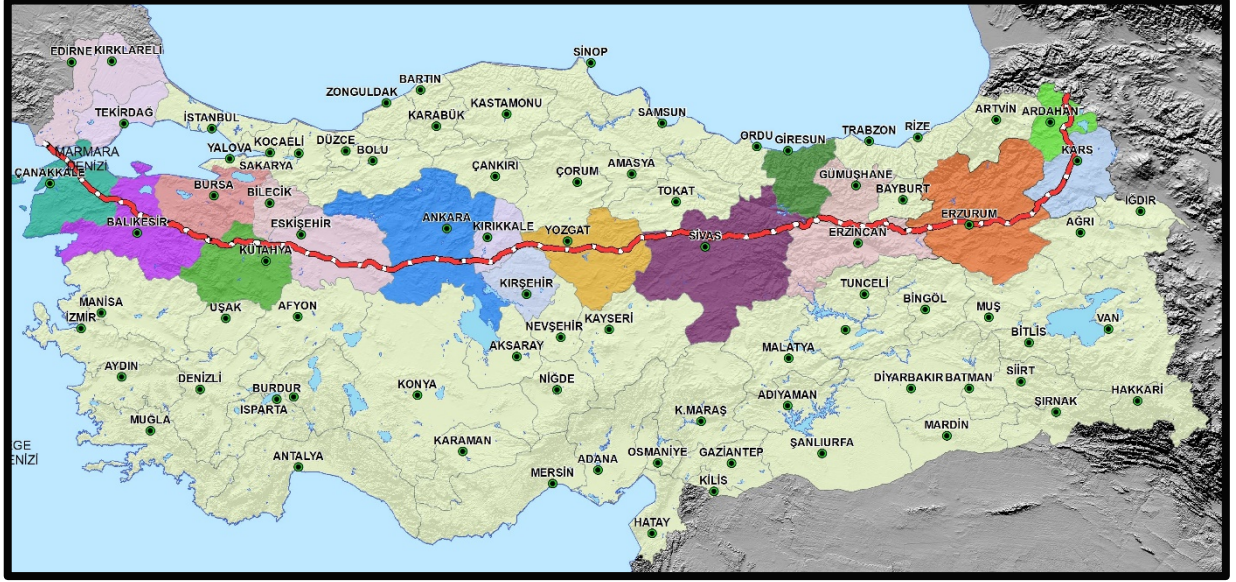 SİNOP
EDİRNE
KIRKLARELİ
BARTIN
ZONGULDAK
KASTAMONU
KARABÜK
SAMSUN
ARTVİN
TEKİRDAĞ
İSTANBUL
ARDAHAN
KOCAELİ
DÜZCE
ORDU
GİRESUN
TRABZON
RİZE
YALOVA
BOLU
MARMARA
DENİZİ
SAKARYA
ÇANKIRI
ÇORUM
AMASYA
KARS
ÇANAKKALE
BURSA
BİLECİK
TOKAT
GÜMÜŞHANE
BAYBURT
IĞDIR
BALIKESİR
ESKİŞEHİR
ANKARA
KIRIKKALE
YOZGAT
SİVAS
ERZİNCAN
ERZURUM
AĞRI
KÜTAHYA
KIRŞEHİR
TUNCELİ
MANİSA
UŞAK
AFYON
BİNGÖL
MUŞ
İZMİR
NEVŞEHİR
KAYSERİ
BİTLİS
VAN
AKSARAY
MALATYA
AYDIN
DENİZLİ
BURDUR
KONYA
NİĞDE
DİYARBAKIR
BATMAN
SİİRT
HAKKARİ
ISPARTA
ADIYAMAN
ŞIRNAK
MUĞLA
K.MARAŞ
MARDİN
GE
ENİZİ
KARAMAN
ŞANLIURFA
ANTALYA
MERSİN
ADANA
OSMANİYE
GAZİANTEP
KİLİS
HATAY